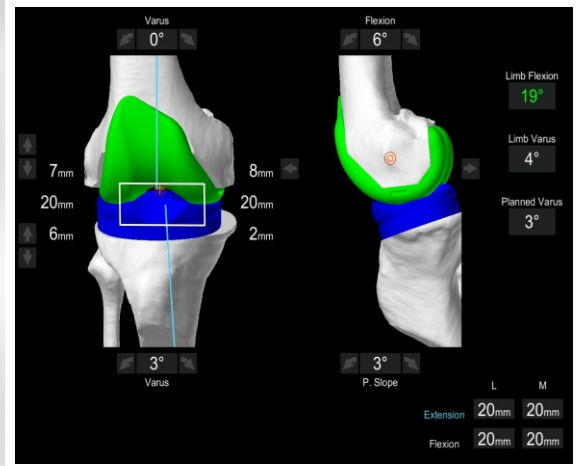 Varus
0°
Flexion
6°
Limb Flexion
19°
7mm
8mm
Limb Varus
4°
20mm
20mm
Planned Varus
3°
6mm
2mm
3°
Varus
3°
P. Slope
L M
Extension 20mm 20mm
Flexion 20mm 20mm